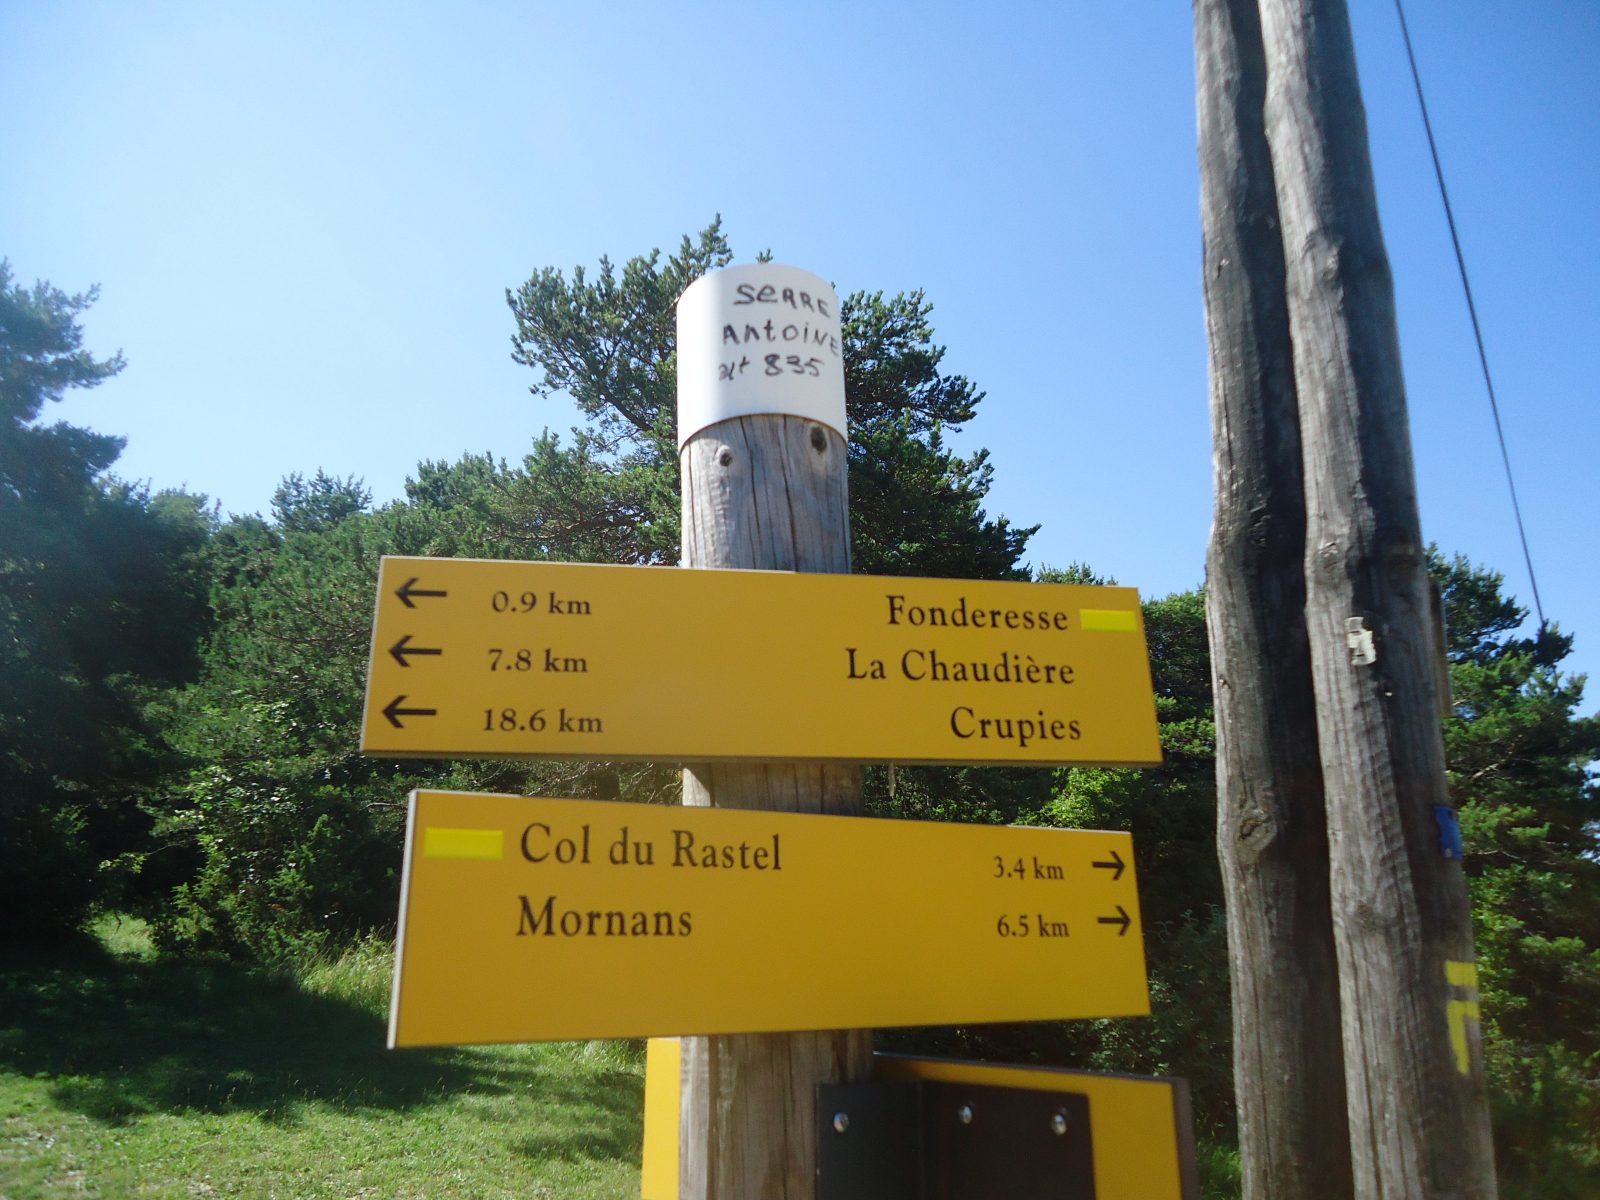 SERRE
Antoine
alt 835
← 0.9 km Fonderesse
← 7.8 km La Chaudière
← 18.6 km Crupies
Col du Rastel 3.4 km →
Mornans 6.5 km →